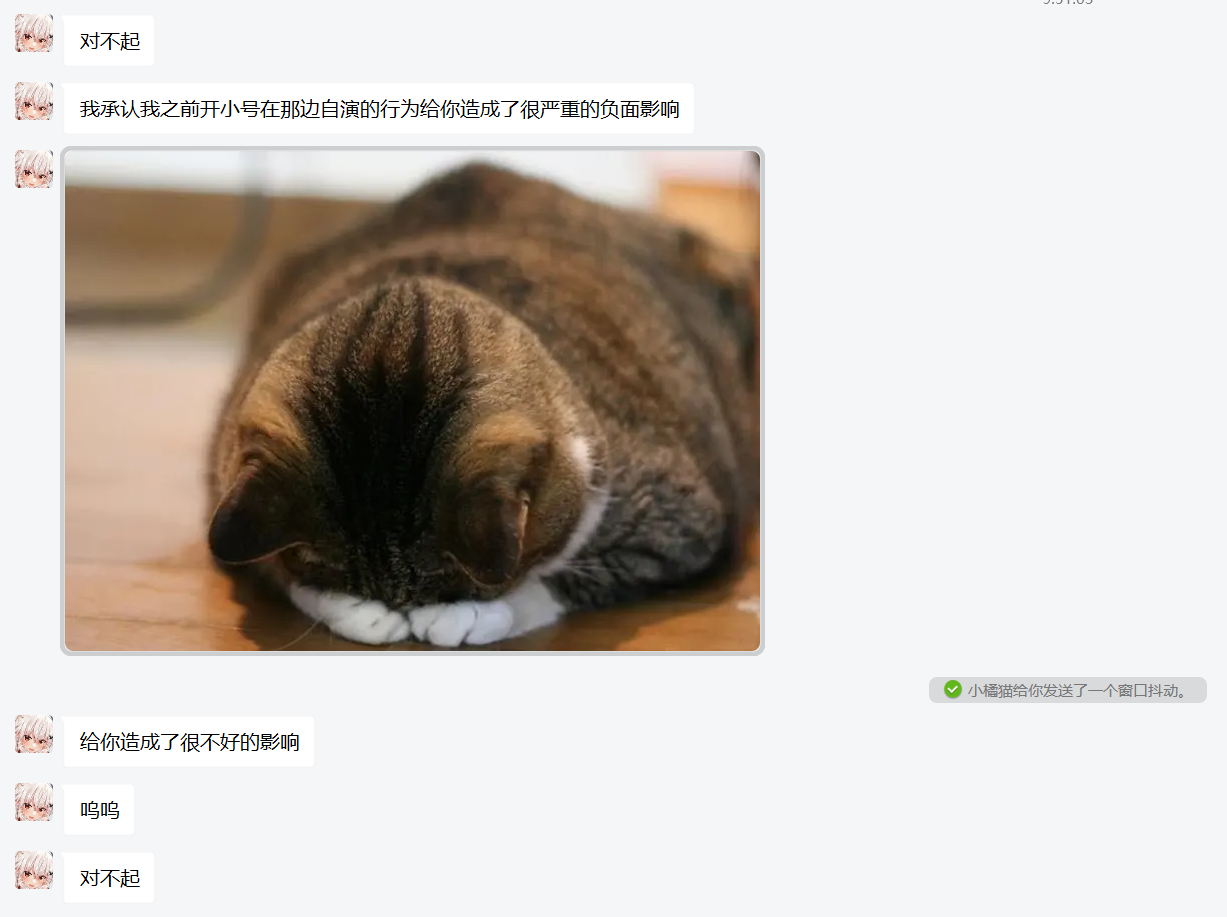 对不起
我承认我之前开小号在那边自演的行为给你造成了很严重的负面影响
小橘猫给你发送了一个窗口抖动。
给你造成了很不好的影响
呜呜
对不起